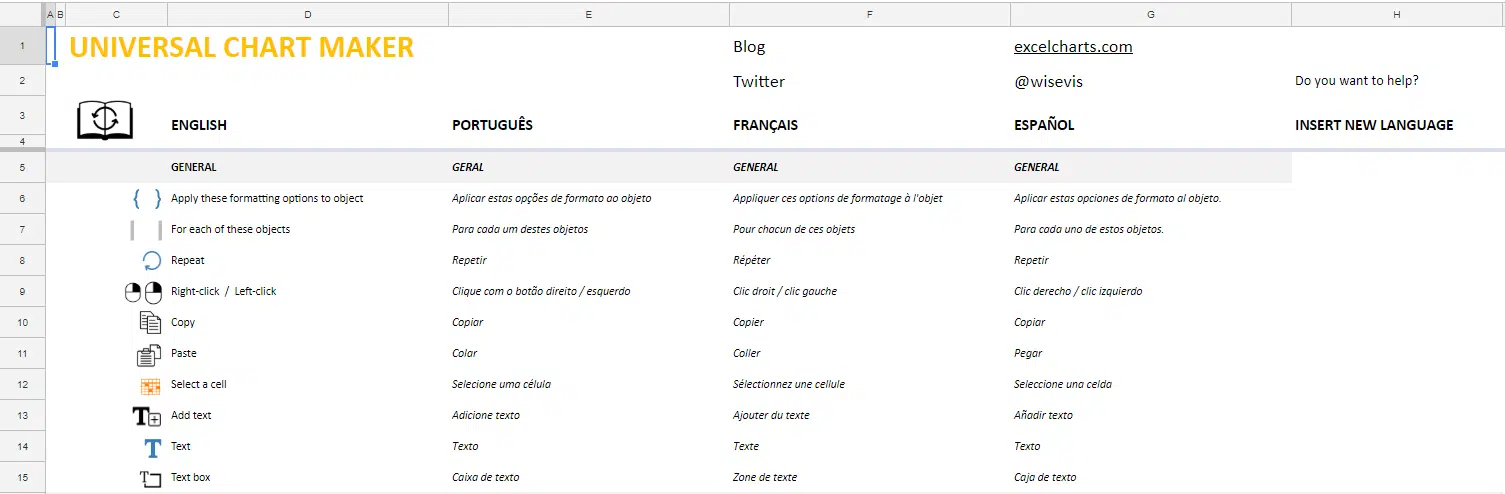 A B C D E F G H
1 UNIVERSAL CHART MAKER Blog excelcharts.com
2 Twitter @wisevis Do you want to help?
3 ENGLISH PORTUGUÊS FRANÇAIS ESPAÑOL INSERT NEW LANGUAGE
4
5 GENERAL GERAL GENERAL GENERAL
6 { } Apply these formatting options to object Aplicar estas opções de formato ao objeto Appliquer ces options de formatage à l'objet Aplicar estas opciones de formato al objeto.
7 For each of these objects Para cada um destes objetos Pour chacun de ces objets Para cada uno de estos objetos.
8 Repeat Repetir Répéter Repetir
9 Right-click / Left-click Clique com o botão direito / esquerdo Clic droit / clic gauche Clic derecho / clic izquierdo
10 Copy Copiar Copier Copiar
11 Paste Colar Coller Pegar
12 Select a cell Selecione uma célula Sélectionnez une cellule Seleccione una celda
13 T Add text Adicione texto Ajouter du texte Añadir texto
14 T Text Texto Texte Texto
15 T Text box Caixa de texto Zone de texte Caja de texto